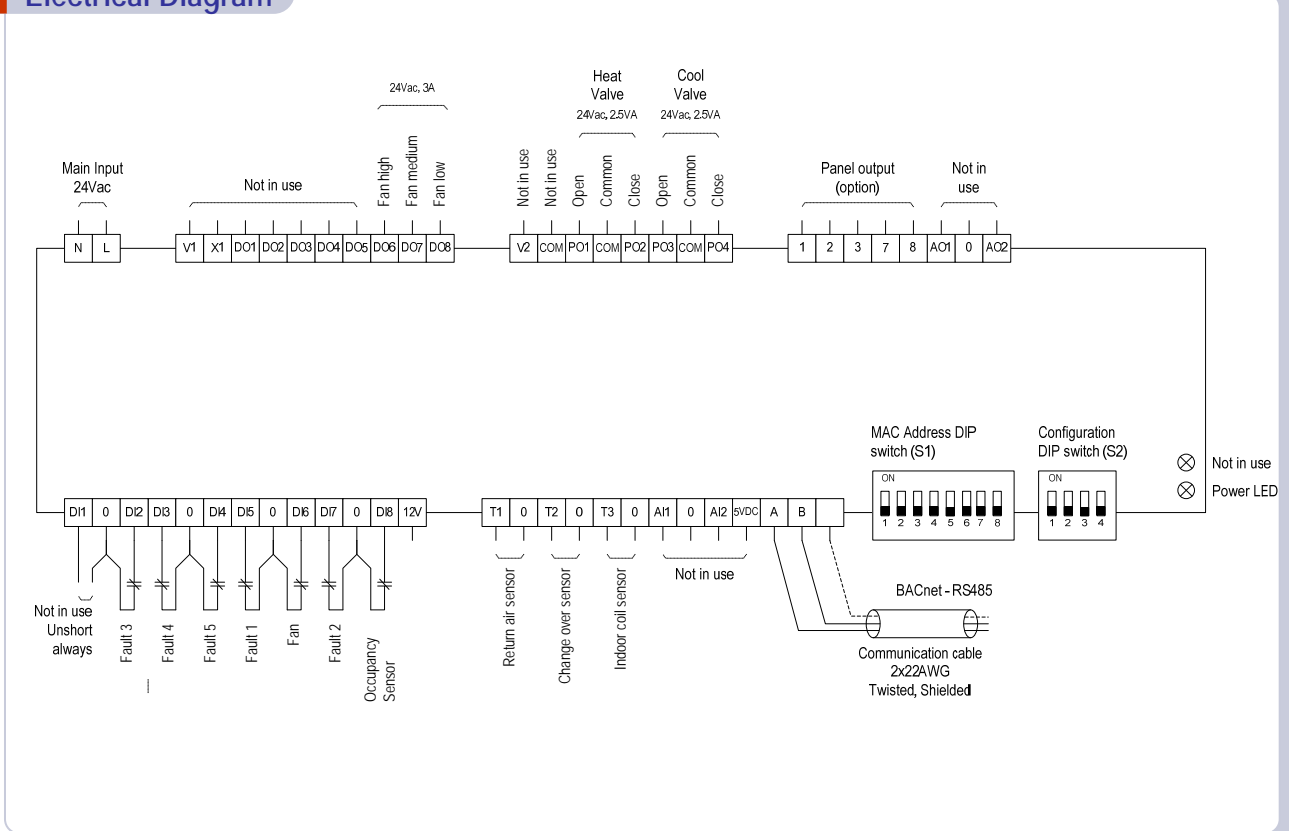 Electrical Diagram
24Vac, 3A
Heat
Valve
24Vac, 2.5VA
Cool
Valve
24Vac, 2.5VA
Main Input
24Vac
Not in use
Fan high
Fan medium
Fan low
Not in use
Not in use
Open
Common
Close
Open
Common
Close
Panel output
(option)
Not in
use
N L
V1 X1 DO1 DO2 DO3 DO4 DO5 DO6 DO7 DO8
V2 COM PO1 COM PO2 PO3 COM PO4
1 2 3 7 8 AO1 0 AO2
MAC Address DIP
switch (S1)
ON
1 2 3 4 5 6 7 8
Configuration
DIP switch (S2)
ON
1 2 3 4
Not in use
Power LED
DI1 0 DI2 DI3 0 DI4 DI5 0 DI6 DI7 0 DI8 12V
T1 0 T2 0 T3 0 AI1 0 AI2 5VDC A B
Not in use
Unshort
always
Fault 3
Fault 4
Fault 5
Fault 1
Fan
Fault 2
Occupancy
Sensor
Return air sensor
Change over sensor
Indoor coil sensor
Not in use
BACnet - RS485
Communication cable
2x22AWG
Twisted, Shielded